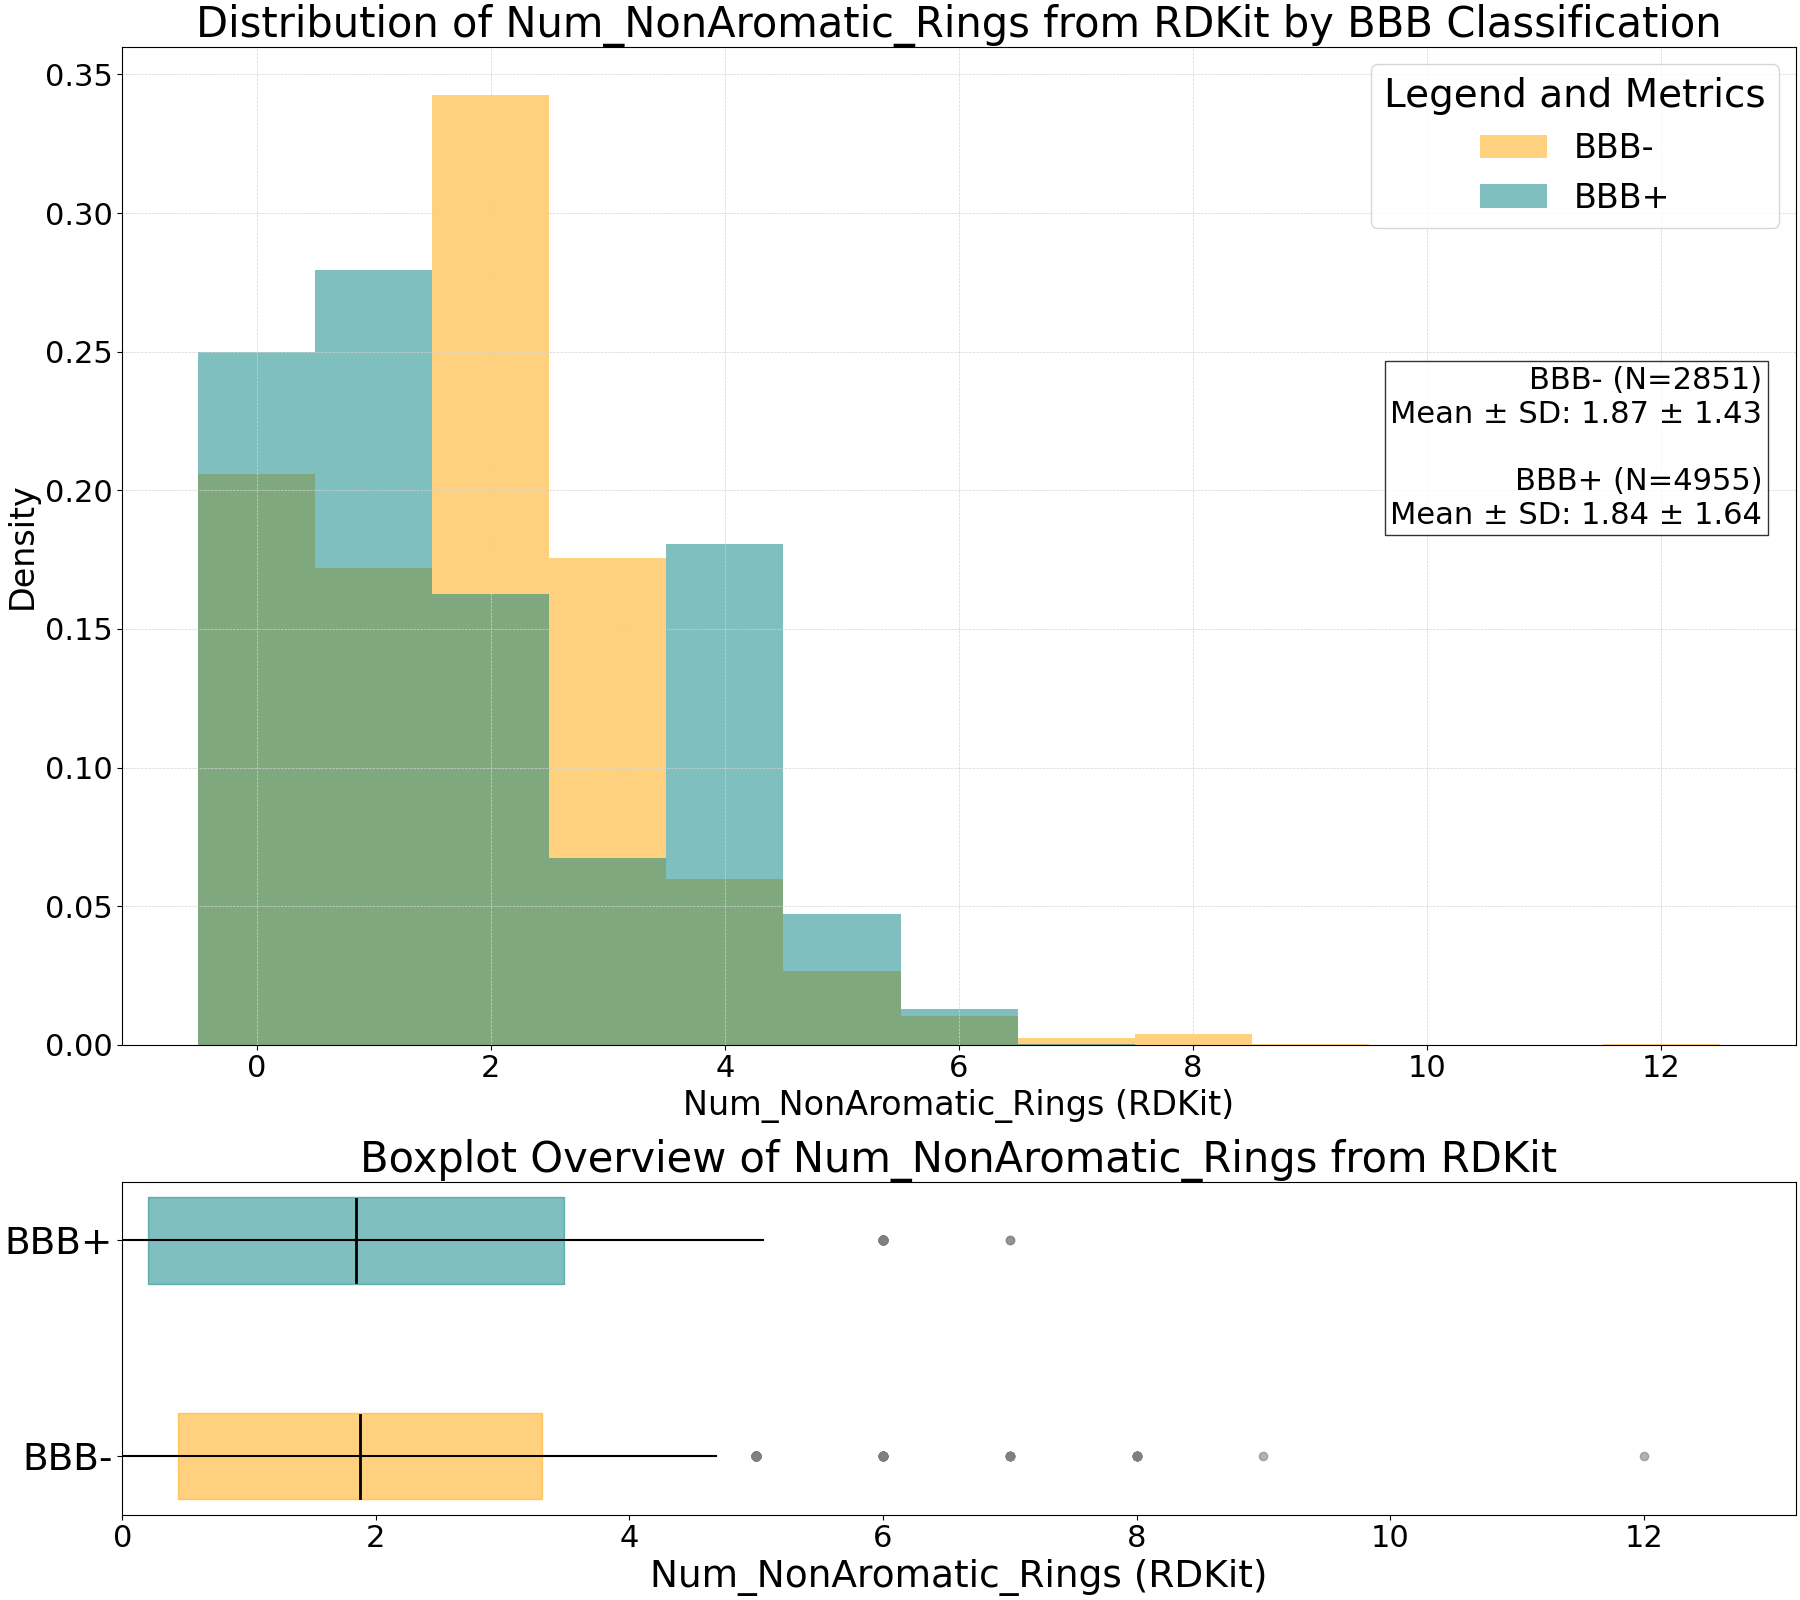 Distribution of Num_NonAromatic_Rings from RDKit by BBB Classification
0.35
0.30
0.25
0.20
0.15
0.10
0.05
0.00
Density
Legend and Metrics
BBB-
BBB+
BBB- (N=2851)
Mean ± SD: 1.87 ± 1.43
BBB+ (N=4955)
Mean ± SD: 1.84 ± 1.64
0 2 4 6 8 10 12
Num_NonAromatic_Rings (RDKit)
Boxplot Overview of Num_NonAromatic_Rings from RDKit
BBB+
BBB-
0 2 4 6 8 10 12
Num_NonAromatic_Rings (RDKit)